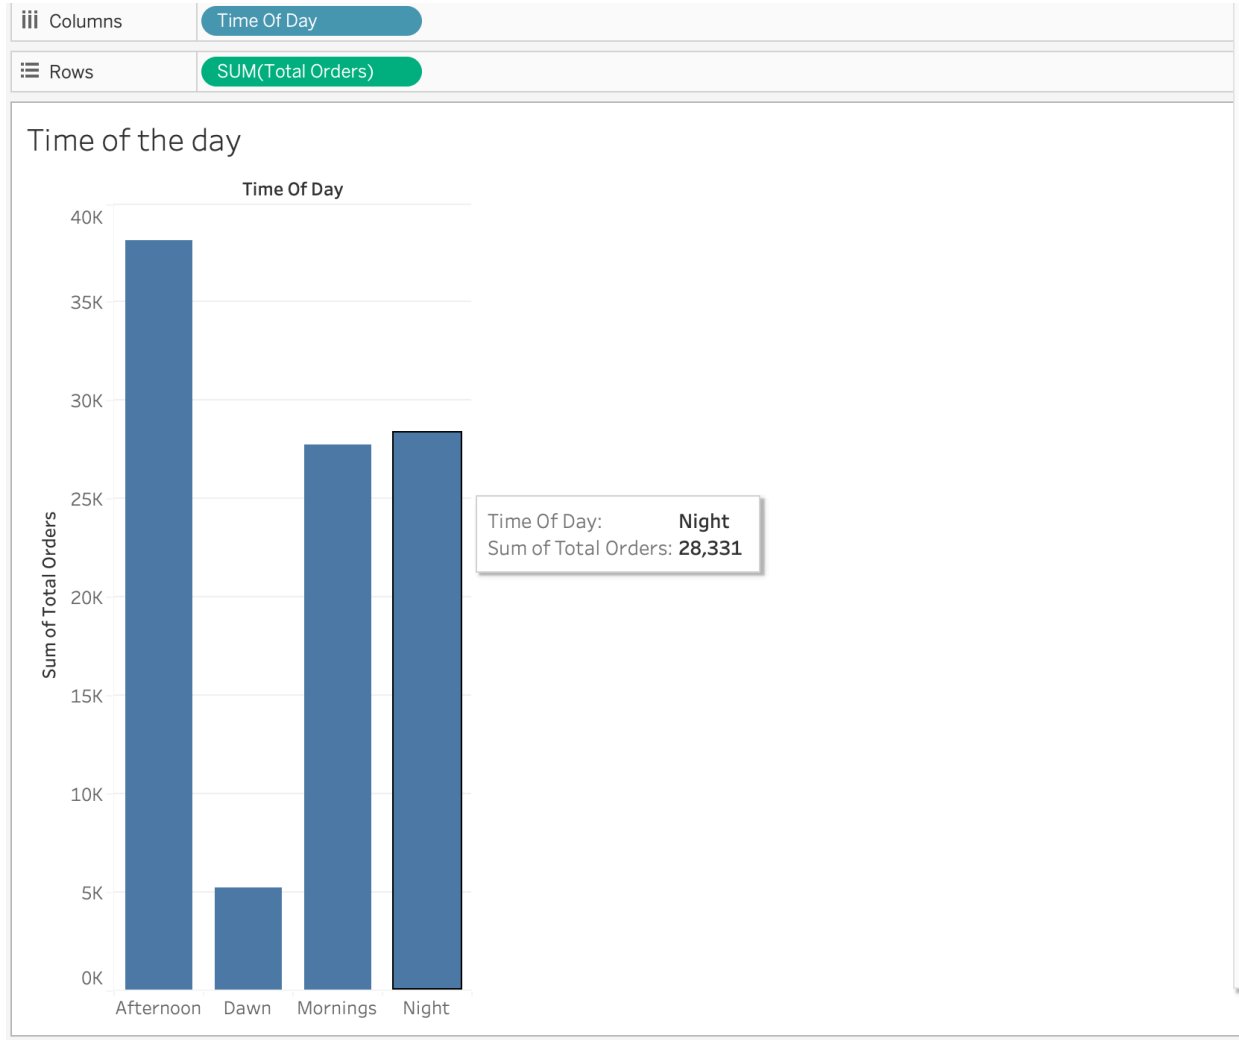 Columns
Time Of Day
Rows
SUM(Total Orders)
Time of the day
Time Of Day
40K
35K
30K
25K
20K
15K
10K
5K
0K
Sum of Total Orders
Time Of Day: Night
Sum of Total Orders: 28,331
Afternoon Dawn Mornings Night